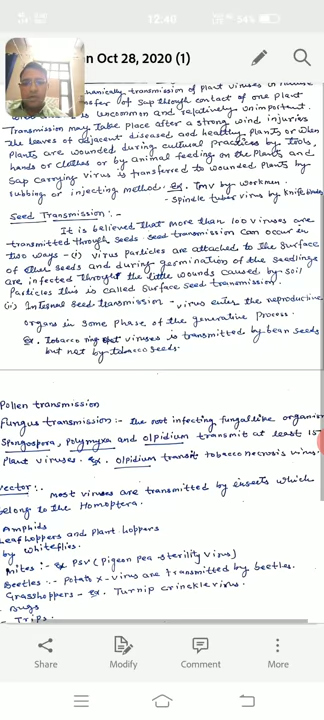 12.46
54%
n Oct 28, 2020 (1)
hanically transmission of plant viruses in nature
nsfer of sap through contact of one plant
is uncommon and relatively unimportant.
Transmission may take place after a strong wind injuries
the leaves of adjacent diseased and healthy plants or when
plants are wounded during cultural practices by tools,
hands or clothes or by animal feeding on the plants and
sap carrying virus is transferred to wounded plants by
rubbing or injecting method. ex. TMV by workmen.
- spindle tuber virus by knife
Seed Transmission :-
It is believed that more than 100 viruses are
transmitted through seeds. seed transmission can occur in
two ways - (i) virus particles are attached to the surface
of seeds and during germination of the seedlings
are infected through the little wounds caused by soil
particles this is called surface seed transmission.
(ii) Internal seed transmission - virus enter the reproductive
organs in some phase of the generative process.
Ex. Tobacco ring viruses is transmitted by bean seeds
but not by tobacco seeds.
Pollen transmission
Fungus transmission :- The root infecting fungal like organism
Spongospora, Polymyxa and Olpidium transmit at least 15
Plant viruses. Ex. Olpidium transit tobacco necrosis virus.
vector :-
most viruses are transmitted by insects which
belong to the Homoptera.
Amphids
Leafhoppers and Plant hoppers
by whiteflies.
Mites :- ex PSV (Pigeon pea - sterility virus)
Beetles :- Potato x-virus are transmitted by beetles.
Grasshoppers - Ex. Turnip crinckle virus.
- Bugs
- Trips.
Share
Modify
Comment
More